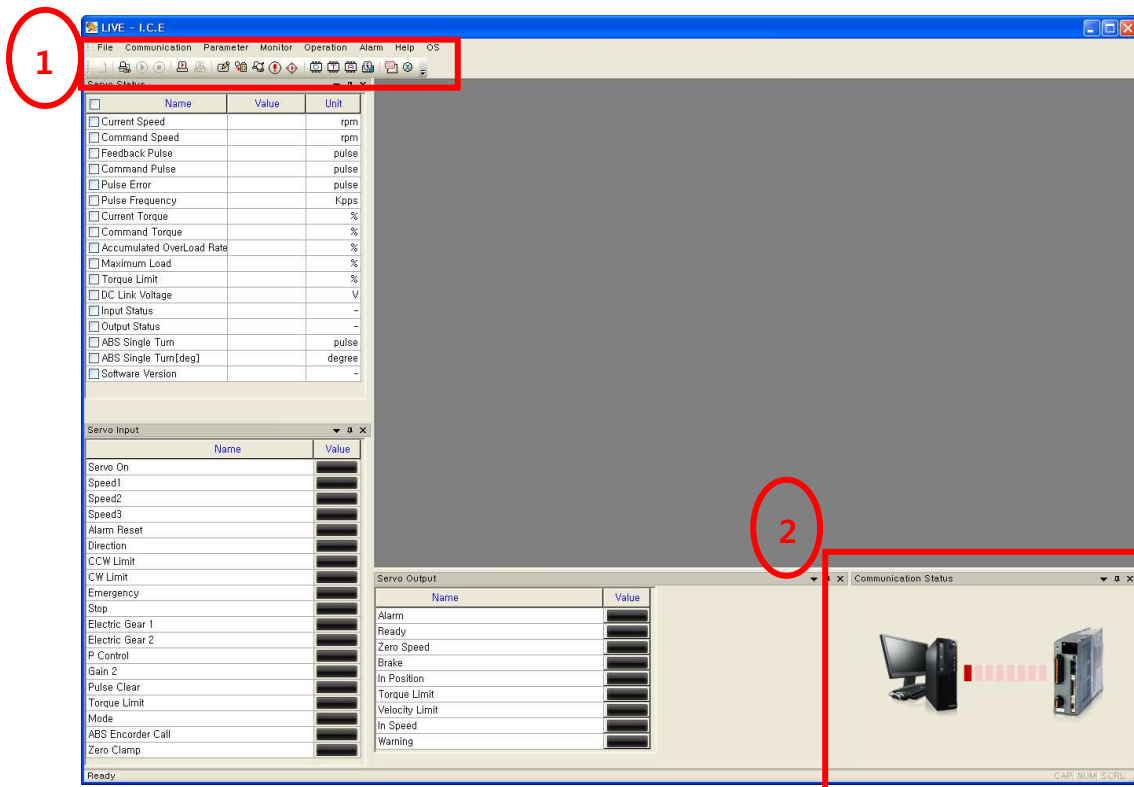 LIVE - I.C.E
1
File Communication Parameter Monitor Operation Alarm Help OS
Servo Status
Name Value Unit
Current Speed rpm
Command Speed rpm
Feedback Pulse pulse
Command Pulse pulse
Pulse Error pulse
Pulse Frequency Kpps
Current Torque %
Command Torque %
Accumulated OverLoad Rate %
Maximum Load %
Torque Limit %
DC Link Voltage V
Input Status -
Output Status -
ABS Single Turn pulse
ABS Single Turn[deg] degree
Software Version -
Servo Input
Name Value
Servo On
Speed1
Speed2
Speed3
Alarm Reset
Direction
CCW Limit
CW Limit
Emergency
Stop
Electric Gear 1
Electric Gear 2
P Control
Gain 2
Pulse Clear
Torque Limit
Mode
ABS Encorder Call
Zero Clamp
2
Servo Output
Name Value
Alarm
Ready
Zero Speed
Brake
In Position
Torque Limit
Velocity Limit
In Speed
Warning
Communication Status
Ready
CAP NUM SCRL